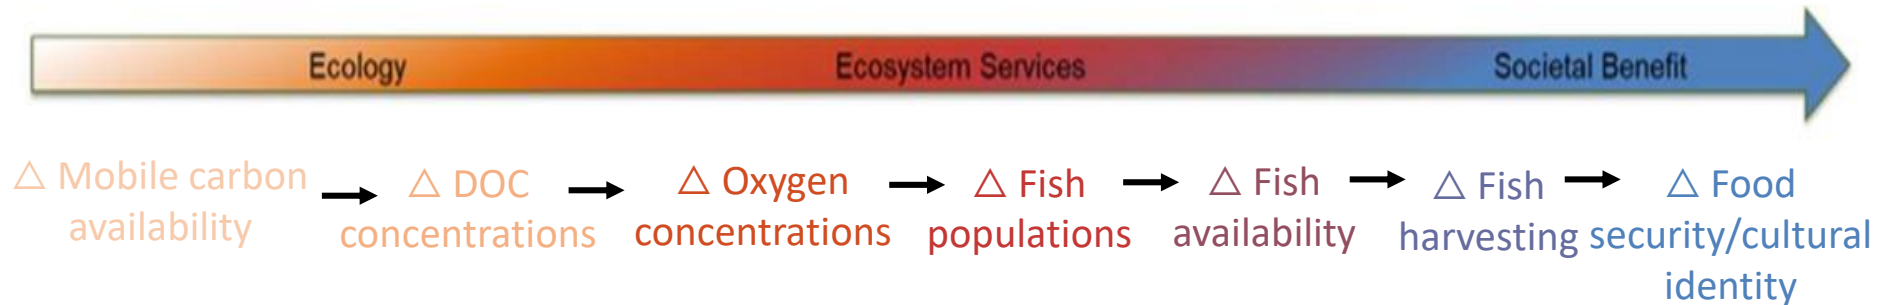 Ecology
Ecosystem Services
Societal Benefit
△ Mobile carbon
availability
△ DOC
concentrations
△ Oxygen
concentrations
△ Fish
populations
△ Fish
availability
△ Fish
harvesting
△ Food
security/cultural
identity